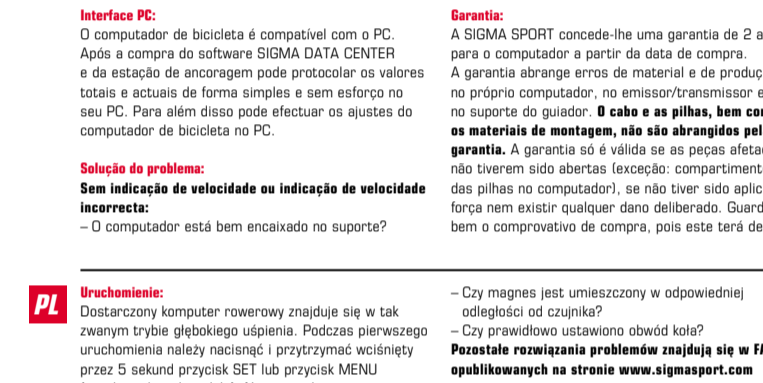 Interface PC:
O computador de bicicleta é compatível com o PC.
Após a compra do software SIGMA DATA CENTER
e da estação de ancoragem pode protocolar os valores
totais e actuais de forma simples e sem esforço no
seu PC. Para além disso pode efectuar os ajustes do
computador de bicicleta no PC.
Solução do problema:
Sem indicação de velocidade ou indicação de velocidade
incorrecta:
– O computador está bem encaixado no suporte?
Garantia:
A SIGMA SPORT concede-lhe uma garantia de 2 a
para o computador a partir da data de compra.
A garantia abrange erros de material e de produç
no próprio computador, no emissor/transmissor e
no suporte do guiador. O cabo e as pilhas, bem co
os materiais de montagem, não são abrangidos pel
garantia. A garantia só é válida se as peças afeta
não tiverem sido abertas (exceção: compartiment
das pilhas no computador), se não tiver sido aplic
força nem existir qualquer dano deliberado. Guard
bem o comprovativo de compra, pois este terá de
PL
Uruchomienie:
Dostarczony komputer rowerowy znajduje się w tak
zwanym trybie głębokiego uśpienia. Podczas pierwszego
uruchomienia należy nacisnąć i przytrzymać wciśnięty
przez 5 sekund przycisk SET lub przycisk MENU
– Czy magnes jest umieszczony w odpowiedniej
odległości od czujnika?
– Czy prawidłowo ustawiono obwód koła?
Pozostałe rozwiązania problemów znajdują się w FA
opublikowanych na stronie www.sigmasport.com